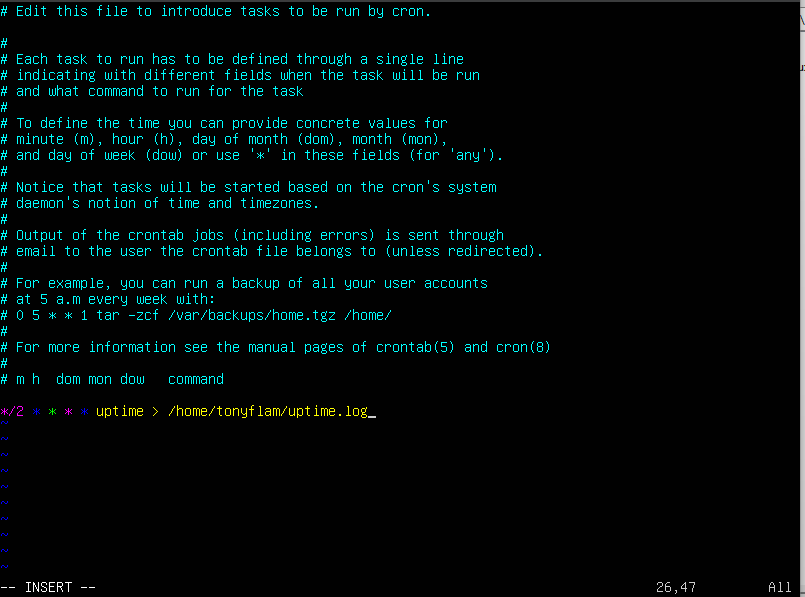 # Edit this file to introduce tasks to be run by cron.
#
# Each task to run has to be defined through a single line
# indicating with different fields when the task will be run
# and what command to run for the task
#
# To define the time you can provide concrete values for
# minute (m), hour (h), day of month (dom), month (mon),
# and day of week (dow) or use '*' in these fields (for 'any').
#
# Notice that tasks will be started based on the cron's system
# daemon's notion of time and timezones.
#
# Output of the crontab jobs (including errors) is sent through
# email to the user the crontab file belongs to (unless redirected).
#
# For example, you can run a backup of all your user accounts
# at 5 a.m every week with:
# 0 5 * * 1 tar -zcf /var/backups/home.tgz /home/
#
# For more information see the manual pages of crontab(5) and cron(8)
#
# m h  dom mon dow   command
*/2 * * * * uptime > /home/tonyflam/uptime.log_
~
~
~
~
~
~
~
~
~
~
-- INSERT -- 26,47 All